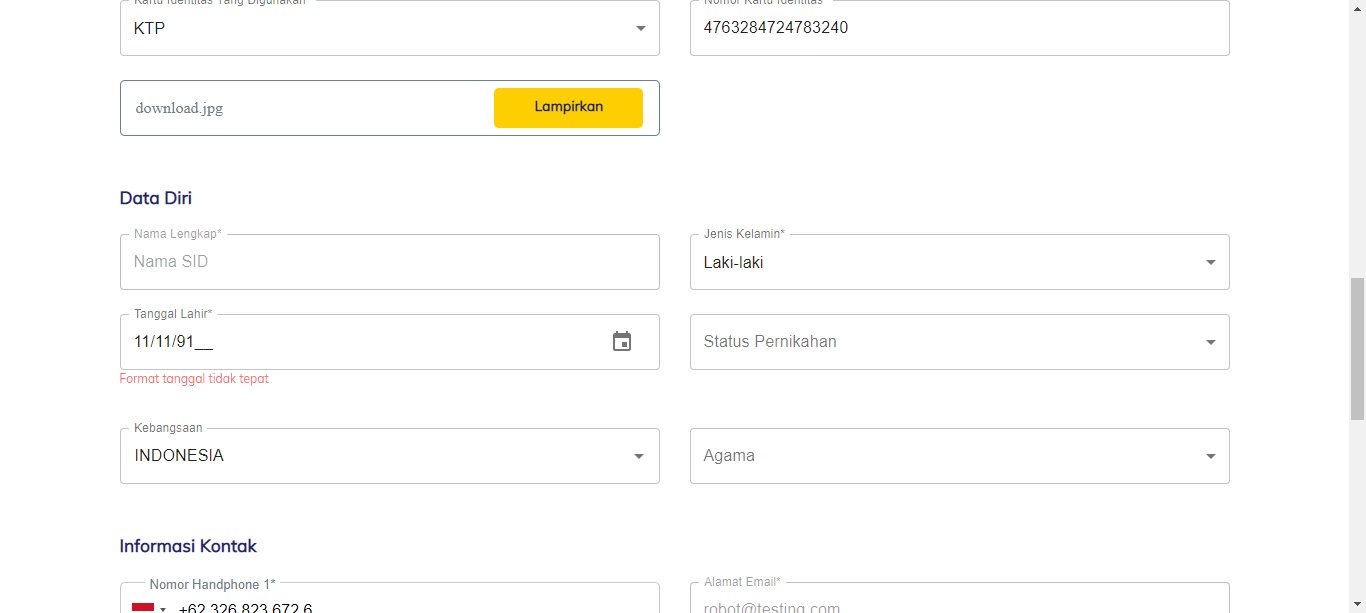 Kartu Identitas Yang Digunakan
Nomor Kartu Identitas
KTP
4763284724783240
download.jpg
Lampirkan
Data Diri
Nama Lengkap*
Nama SID
Jenis Kelamin*
Laki-laki
Tanggal Lahir*
11/11/91__
Format tanggal tidak tepat
Status Pernikahan
Kebangsaan
INDONESIA
Agama
Informasi Kontak
Nomor Handphone 1*
+62 326 823 672 6
Alamat Email*
robot@testing.com